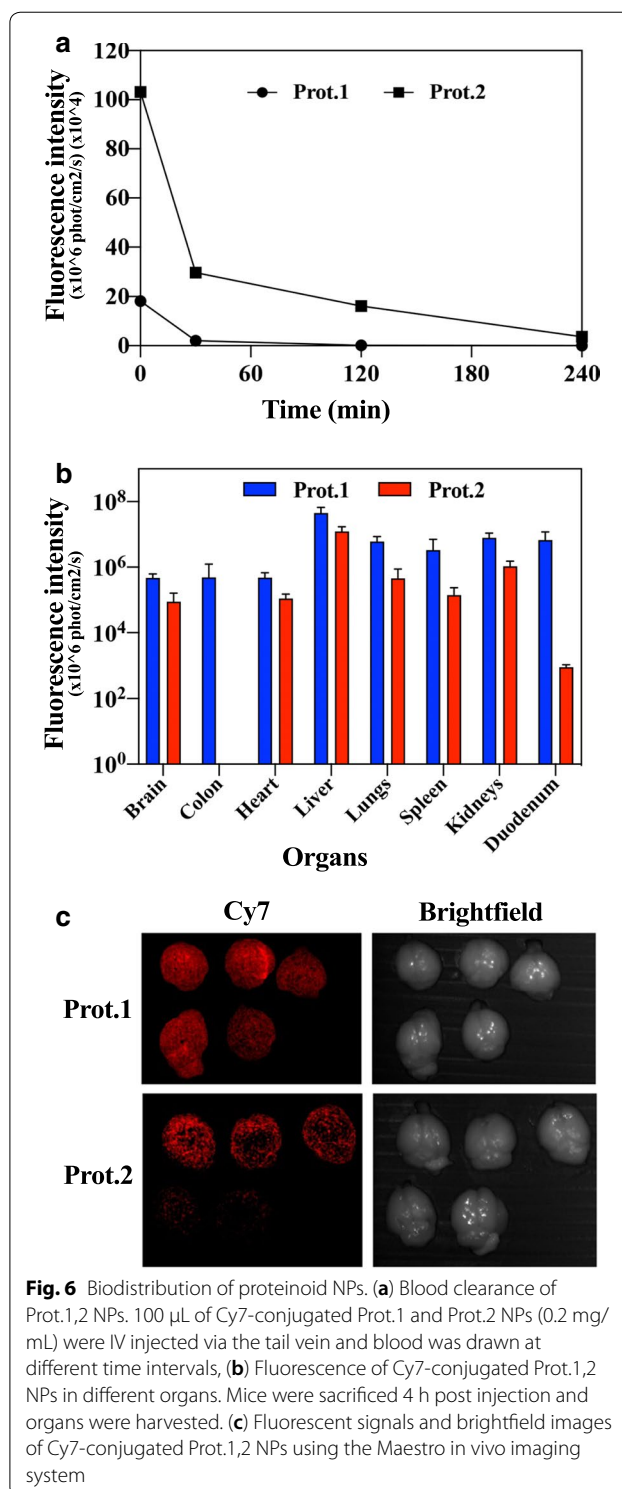 a
120
100
80
60
40
20
0
Fluorescence intensity
(x10^6 phot/cm2/s) (x10^4)
Prot.1 Prot.2
0 60 120 180 240
Time (min)
b
10^8
10^6
10^4
10^2
10^0
Fluorescence intensity
(x10^6 phot/cm2/s)
Prot.1 Prot.2
Brain Colon Heart Liver Lungs Spleen Kidneys Duodenum
Organs
c
Cy7 Brightfield
Prot.1
Prot.2
Fig. 6 Biodistribution of proteinoid NPs. (a) Blood clearance of
Prot.1,2 NPs. 100 µL of Cy7-conjugated Prot.1 and Prot.2 NPs (0.2 mg/
mL) were IV injected via the tail vein and blood was drawn at
different time intervals, (b) Fluorescence of Cy7-conjugated Prot.1,2
NPs in different organs. Mice were sacrificed 4 h post injection and
organs were harvested. (c) Fluorescent signals and brightfield images
of Cy7-conjugated Prot.1,2 NPs using the Maestro in vivo imaging
system